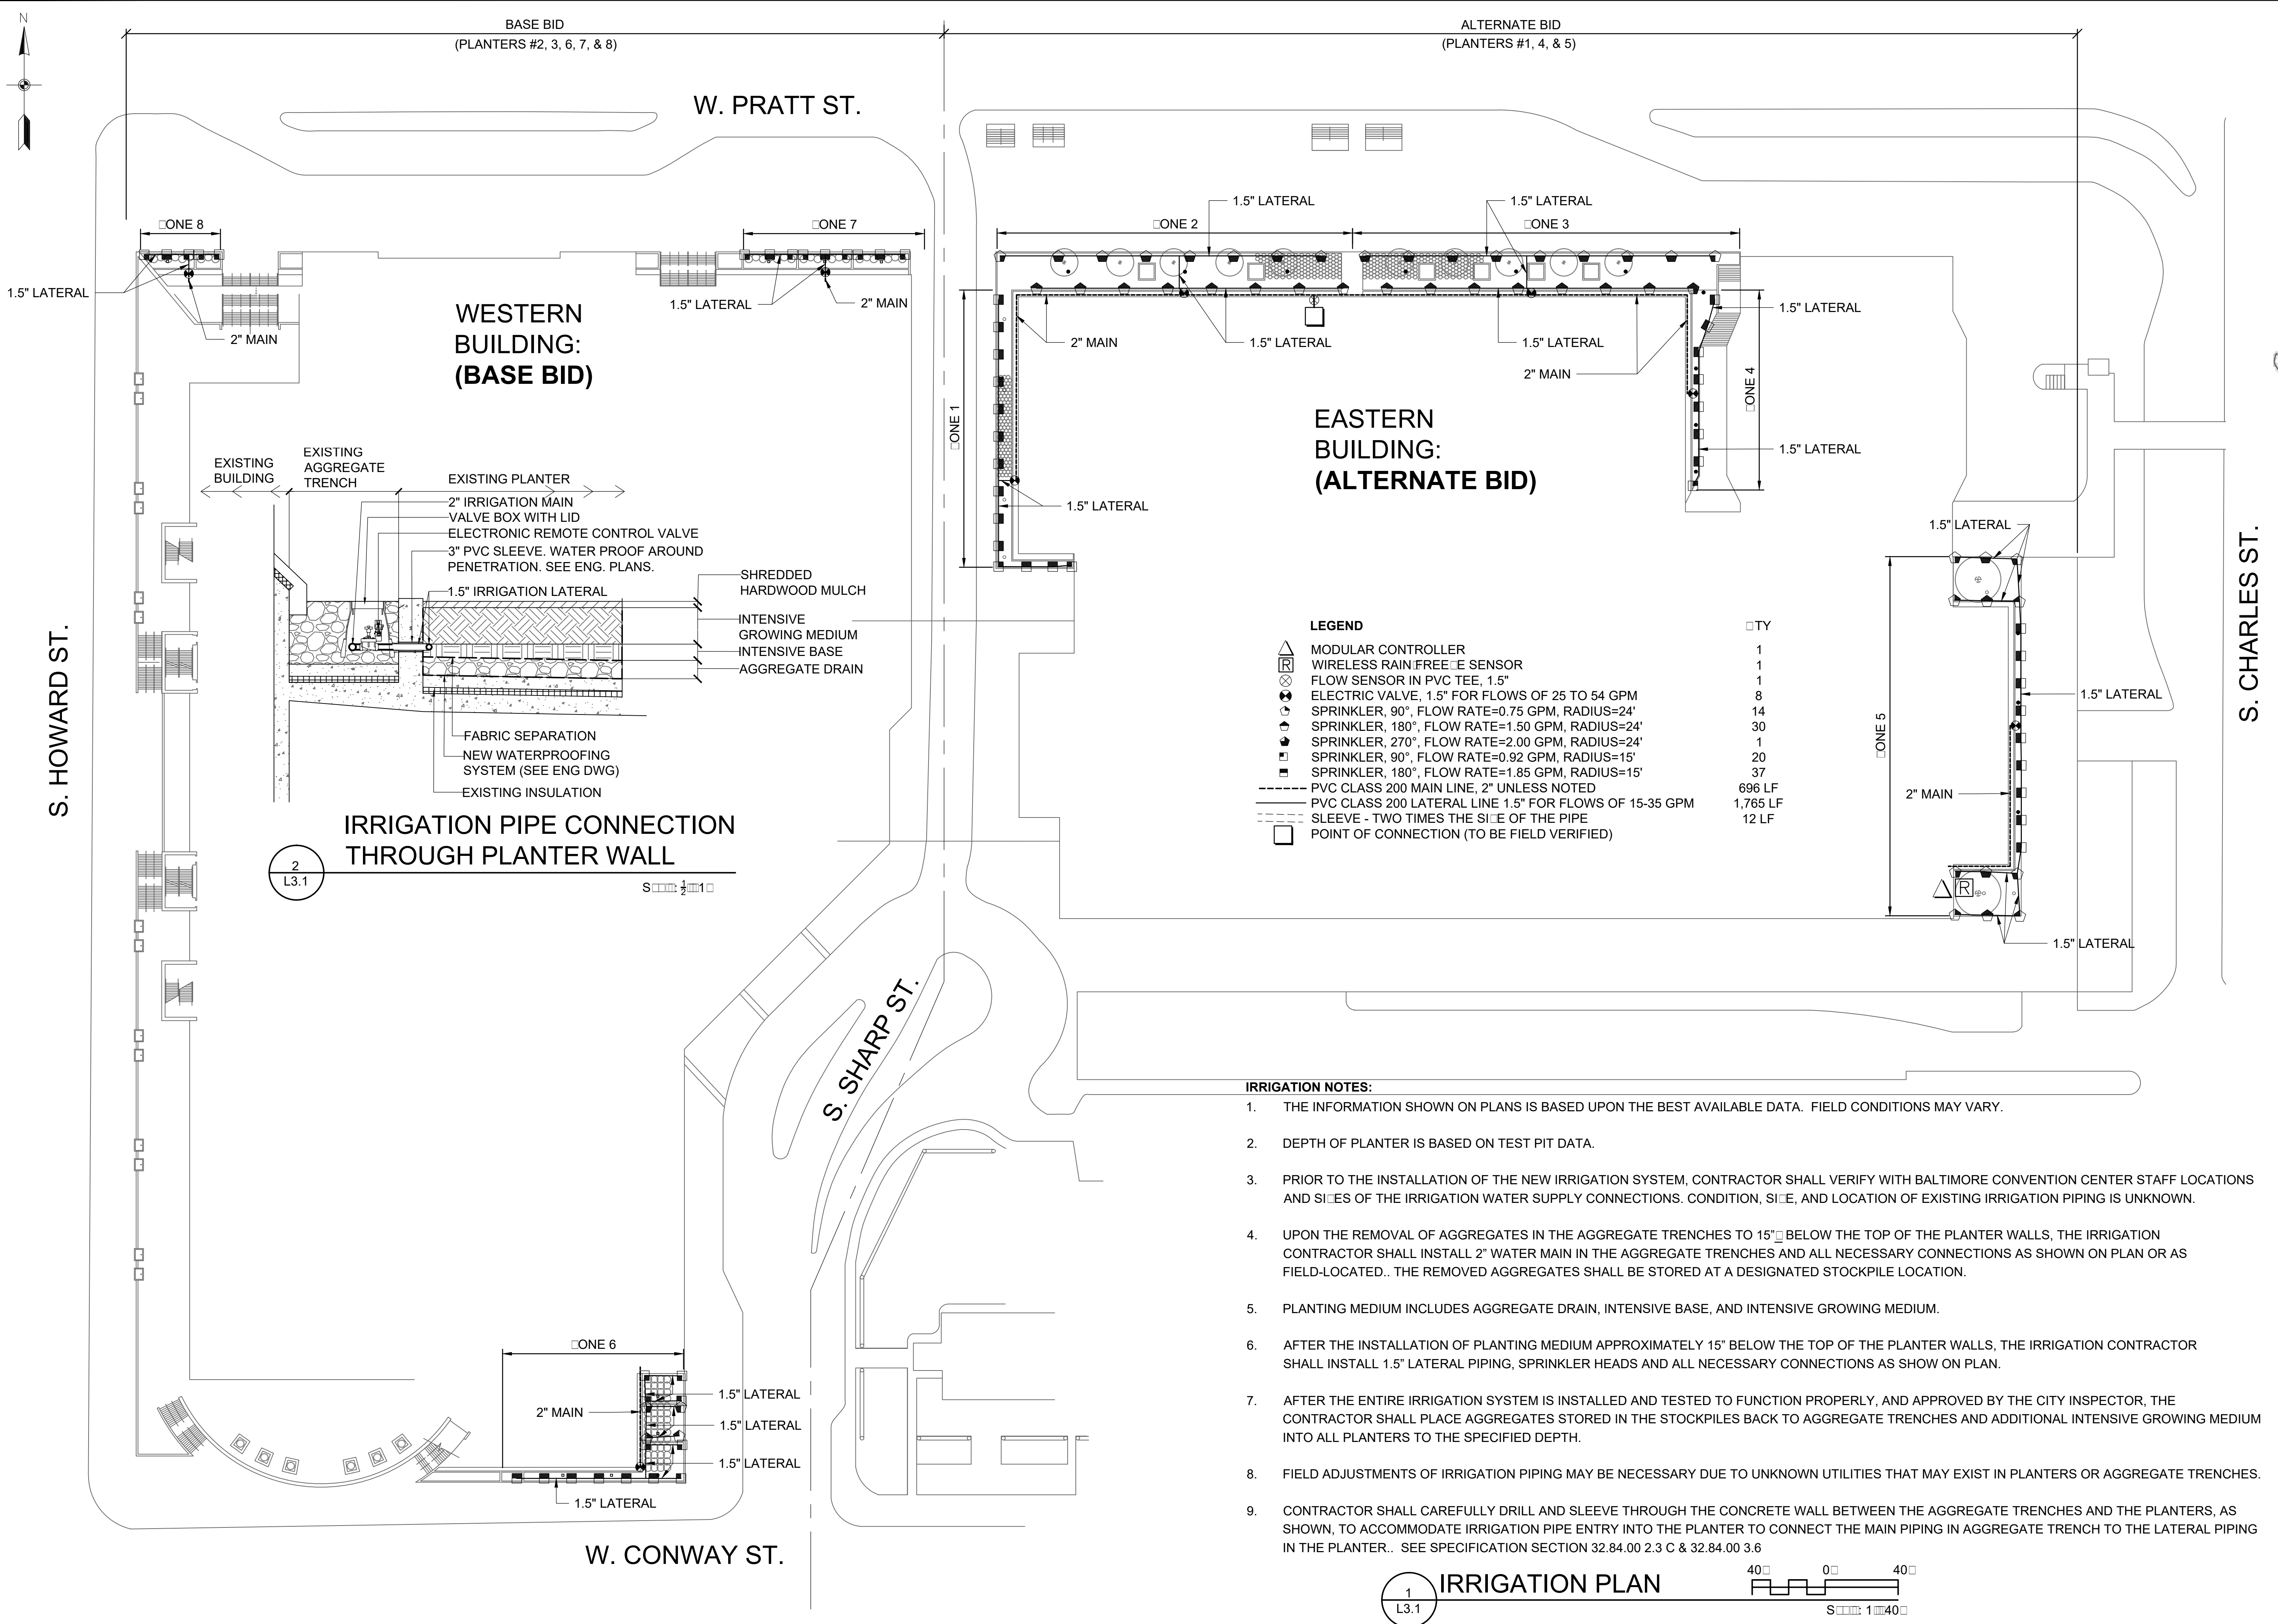 N
BASE BID
(PLANTERS #2, 3, 6, 7, & 8)
ALTERNATE BID
(PLANTERS #1, 4, & 5)
W. PRATT ST.
□ONE 8
□ONE 7
1.5" LATERAL
2" MAIN
1.5" LATERAL
2" MAIN
WESTERN
BUILDING:
(BASE BID)
□ONE 2
1.5" LATERAL
1.5" LATERAL
□ONE 3
2" MAIN
1.5" LATERAL
1.5" LATERAL
2" MAIN
1.5" LATERAL
□ONE 1
□ONE 4
1.5" LATERAL
1.5" LATERAL
EASTERN
BUILDING:
(ALTERNATE BID)
EXISTING
BUILDING
EXISTING
AGGREGATE
TRENCH
EXISTING PLANTER
2" IRRIGATION MAIN
VALVE BOX WITH LID
ELECTRONIC REMOTE CONTROL VALVE
3" PVC SLEEVE. WATER PROOF AROUND
PENETRATION. SEE ENG. PLANS.
1.5" IRRIGATION LATERAL
SHREDDED
HARDWOOD MULCH
INTENSIVE
GROWING MEDIUM
INTENSIVE BASE
AGGREGATE DRAIN
FABRIC SEPARATION
NEW WATERPROOFING
SYSTEM (SEE ENG DWG)
EXISTING INSULATION
2
L3.1
IRRIGATION PIPE CONNECTION
THROUGH PLANTER WALL
S. HOWARD ST.
S. CHARLES ST.
1.5" LATERAL
□ONE 5
1.5" LATERAL
2" MAIN
R
1.5" LATERAL
LEGEND □TY
MODULAR CONTROLLER 1
R WIRELESS RAIN□FREE□E SENSOR 1
FLOW SENSOR IN PVC TEE, 1.5" 1
ELECTRIC VALVE, 1.5" FOR FLOWS OF 25 TO 54 GPM 8
SPRINKLER, 90°, FLOW RATE=0.75 GPM, RADIUS=24' 14
SPRINKLER, 180°, FLOW RATE=1.50 GPM, RADIUS=24' 30
SPRINKLER, 270°, FLOW RATE=2.00 GPM, RADIUS=24' 1
SPRINKLER, 90°, FLOW RATE=0.92 GPM, RADIUS=15' 20
SPRINKLER, 180°, FLOW RATE=1.85 GPM, RADIUS=15' 37
PVC CLASS 200 MAIN LINE, 2" UNLESS NOTED 696 LF
PVC CLASS 200 LATERAL LINE 1.5" FOR FLOWS OF 15-35 GPM 1,765 LF
SLEEVE - TWO TIMES THE SI□E OF THE PIPE 12 LF
POINT OF CONNECTION (TO BE FIELD VERIFIED)
S. SHARP ST.
□ONE 6
2" MAIN
1.5" LATERAL
1.5" LATERAL
1.5" LATERAL
1.5" LATERAL
W. CONWAY ST.
IRRIGATION NOTES:
1. THE INFORMATION SHOWN ON PLANS IS BASED UPON THE BEST AVAILABLE DATA. FIELD CONDITIONS MAY VARY.
2. DEPTH OF PLANTER IS BASED ON TEST PIT DATA.
3. PRIOR TO THE INSTALLATION OF THE NEW IRRIGATION SYSTEM, CONTRACTOR SHALL VERIFY WITH BALTIMORE CONVENTION CENTER STAFF LOCATIONS
AND SI□ES OF THE IRRIGATION WATER SUPPLY CONNECTIONS. CONDITION, SI□E, AND LOCATION OF EXISTING IRRIGATION PIPING IS UNKNOWN.
4. UPON THE REMOVAL OF AGGREGATES IN THE AGGREGATE TRENCHES TO 15"□ BELOW THE TOP OF THE PLANTER WALLS, THE IRRIGATION
CONTRACTOR SHALL INSTALL 2" WATER MAIN IN THE AGGREGATE TRENCHES AND ALL NECESSARY CONNECTIONS AS SHOWN ON PLAN OR AS
FIELD-LOCATED.. THE REMOVED AGGREGATES SHALL BE STORED AT A DESIGNATED STOCKPILE LOCATION.
5. PLANTING MEDIUM INCLUDES AGGREGATE DRAIN, INTENSIVE BASE, AND INTENSIVE GROWING MEDIUM.
6. AFTER THE INSTALLATION OF PLANTING MEDIUM APPROXIMATELY 15" BELOW THE TOP OF THE PLANTER WALLS, THE IRRIGATION CONTRACTOR
SHALL INSTALL 1.5" LATERAL PIPING, SPRINKLER HEADS AND ALL NECESSARY CONNECTIONS AS SHOW ON PLAN.
7. AFTER THE ENTIRE IRRIGATION SYSTEM IS INSTALLED AND TESTED TO FUNCTION PROPERLY, AND APPROVED BY THE CITY INSPECTOR, THE
CONTRACTOR SHALL PLACE AGGREGATES STORED IN THE STOCKPILES BACK TO AGGREGATE TRENCHES AND ADDITIONAL INTENSIVE GROWING MEDIUM
INTO ALL PLANTERS TO THE SPECIFIED DEPTH.
8. FIELD ADJUSTMENTS OF IRRIGATION PIPING MAY BE NECESSARY DUE TO UNKNOWN UTILITIES THAT MAY EXIST IN PLANTERS OR AGGREGATE TRENCHES.
9. CONTRACTOR SHALL CAREFULLY DRILL AND SLEEVE THROUGH THE CONCRETE WALL BETWEEN THE AGGREGATE TRENCHES AND THE PLANTERS, AS
SHOWN, TO ACCOMMODATE IRRIGATION PIPE ENTRY INTO THE PLANTER TO CONNECT THE MAIN PIPING IN AGGREGATE TRENCH TO THE LATERAL PIPING
IN THE PLANTER.. SEE SPECIFICATION SECTION 32.84.00 2.3 C & 32.84.00 3.6
1
L3.1
IRRIGATION PLAN
40□ 0□ 40□